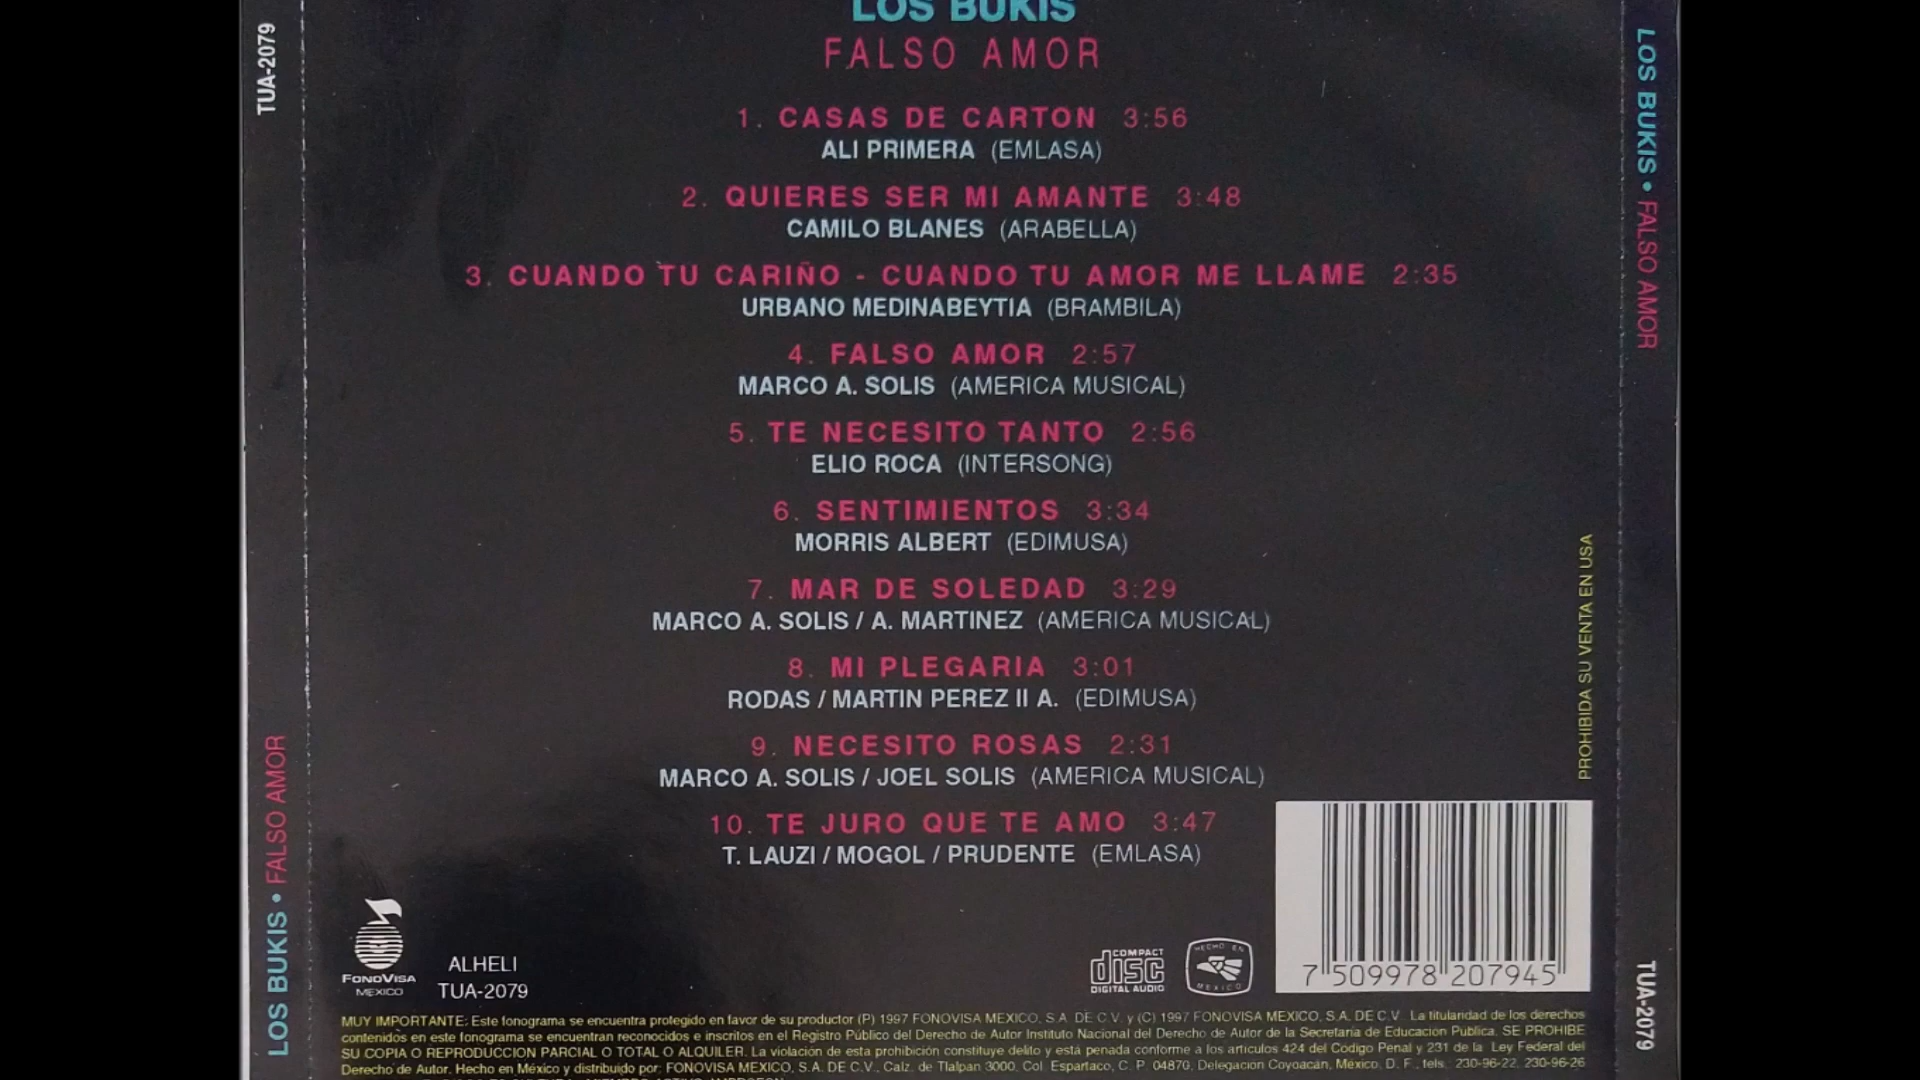 LOS BUKIS
FALSO AMOR
1. CASAS DE CARTON 3:56
ALI PRIMERA (EMLASA)
2. QUIERES SER MI AMANTE 3:48
CAMILO BLANES (ARABELLA)
3. CUANDO TU CARIÑO - CUANDO TU AMOR ME LLAME 2:35
URBANO MEDINABEYTIA (BRAMBILA)
4. FALSO AMOR 2:57
MARCO A. SOLIS (AMERICA MUSICAL)
5. TE NECESITO TANTO 2:56
ELIO ROCA (INTERSONG)
6. SENTIMIENTOS 3:34
MORRIS ALBERT (EDIMUSA)
7. MAR DE SOLEDAD 3:29
MARCO A. SOLIS / A. MARTINEZ (AMERICA MUSICAL)
8. MI PLEGARIA 3:01
RODAS / MARTIN PEREZ II A. (EDIMUSA)
9. NECESITO ROSAS 2:31
MARCO A. SOLIS / JOEL SOLIS (AMERICA MUSICAL)
10. TE JURO QUE TE AMO 3:47
T. LAUZI / MOGOL / PRUDENTE (EMLASA)
TUA-2079
LOS BUKIS • FALSO AMOR
LOS BUKIS • FALSO AMOR
TUA-2079
PROHIBIDA SU VENTA EN USA
FONOVISA
MEXICO
ALHELI
TUA-2079
COMPACT
disc
DIGITAL AUDIO
HECHO EN
MEXICO
7 509978 207945
MUY IMPORTANTE: Este fonograma se encuentra protegido en favor de su productor (P) 1997 FONOVISA MEXICO, S.A. DE C.V. y (C) 1997 FONOVISA MEXICO, S.A. DE C.V. La titularidad de los derechos
contenidos en este fonograma se encuentran reconocidos e inscritos en el Registro Público del Derecho de Autor Instituto Nacional del Derecho de Autor de la Secretaria de Educacion Publica. SE PROHIBE
SU COPIA O REPRODUCCION PARCIAL O TOTAL O ALQUILER. La violación de esta prohibición constituye delito y está penada conforme a los articulos 424 del Codigo Penal y 231 de la Ley Federal del
Derecho de Autor. Hecho en México y distribuido por: FONOVISA MEXICO, S.A. DE C.V., Calz. de Tlalpan 3000, Col. Espartaco, C. P. 04870, Delegación Coyoacán, México, D. F., tels. 230-96-22, 230-96-26